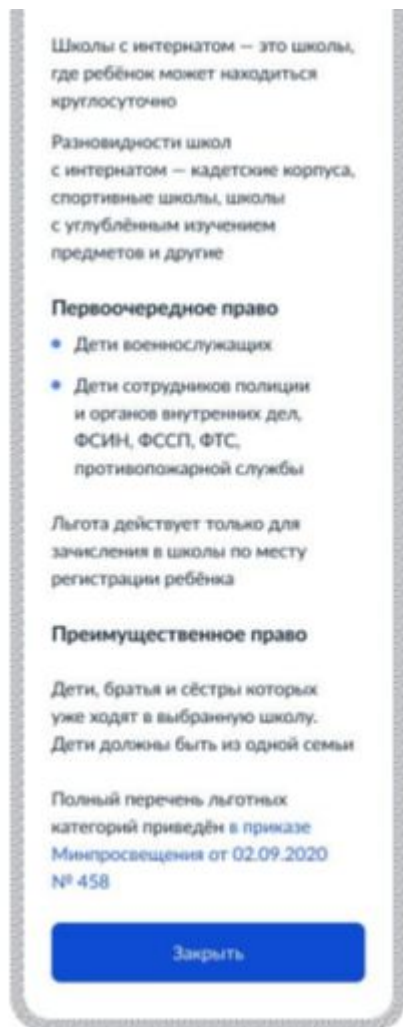 Школы с интернатом — это школы,
где ребёнок может находиться
круглосуточно
Разновидности школ
с интернатом — кадетские корпуса,
спортивные школы, школы
с углублённым изучением
предметов и другие
Первоочередное право
Дети военнослужащих
Дети сотрудников полиции
и органов внутренних дел,
ФСИН, ФССП, ФТС,
противопожарной службы
Льгота действует только для
зачисления в школы по месту
регистрации ребёнка
Преимущественное право
Дети, братья и сёстры которых
уже ходят в выбранную школу.
Дети должны быть из одной семьи
Полный перечень льготных
категорий приведён в приказе
Минпросвещения от 02.09.2020
№ 458
Закрыть